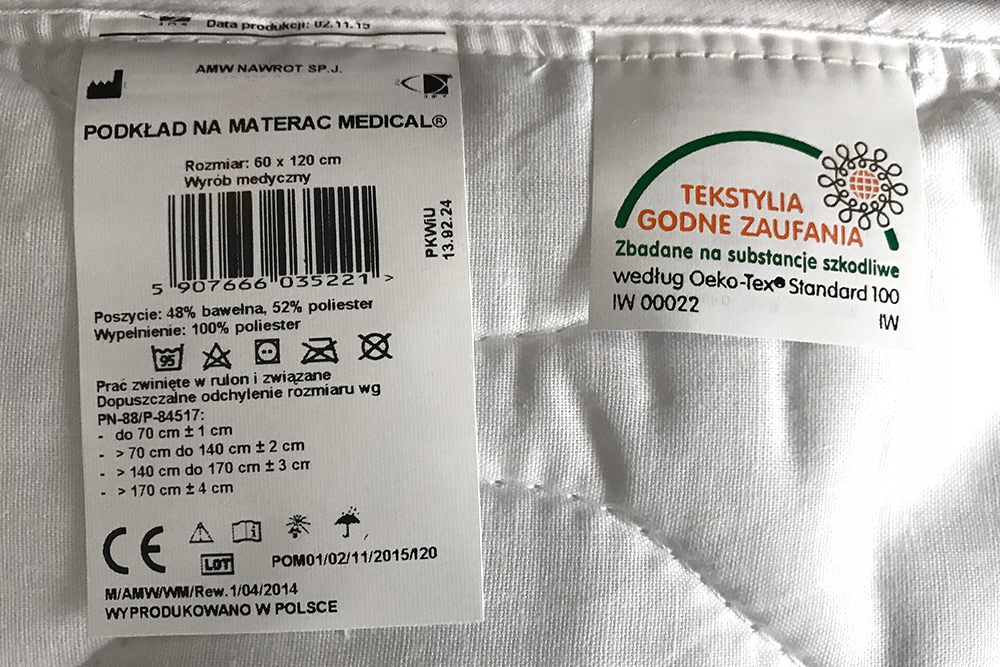 Data produkcji: 02.11.15
AMW NAWROT SP.J.
PODKŁAD NA MATERAC MEDICAL®
Rozmiar: 60 x 120 cm
Wyrób medyczny
PKWiU
13.92.24
5 907666 035221 >
Poszycie: 48% bawełna, 52% poliester
Wypełnienie: 100% poliester
95
Prać zwinięte w rulon i związane
Dopuszczalne odchylenie rozmiaru wg
PN-88/P-84517:
- do 70 cm ± 1 cm
- > 70 cm do 140 cm ± 2 cm
- > 140 cm do 170 cm ± 3 cm
- > 170 cm ± 4 cm
CE
LOT POM01/02/11/2015/120
M/AMW/WM/Rew.1/04/2014
WYPRODUKOWANO W POLSCE
TEKSTYLIA
GODNE ZAUFANIA
Zbadane na substancje szkodliwe
według Oeko-Tex® Standard 100
IW 00022
IW